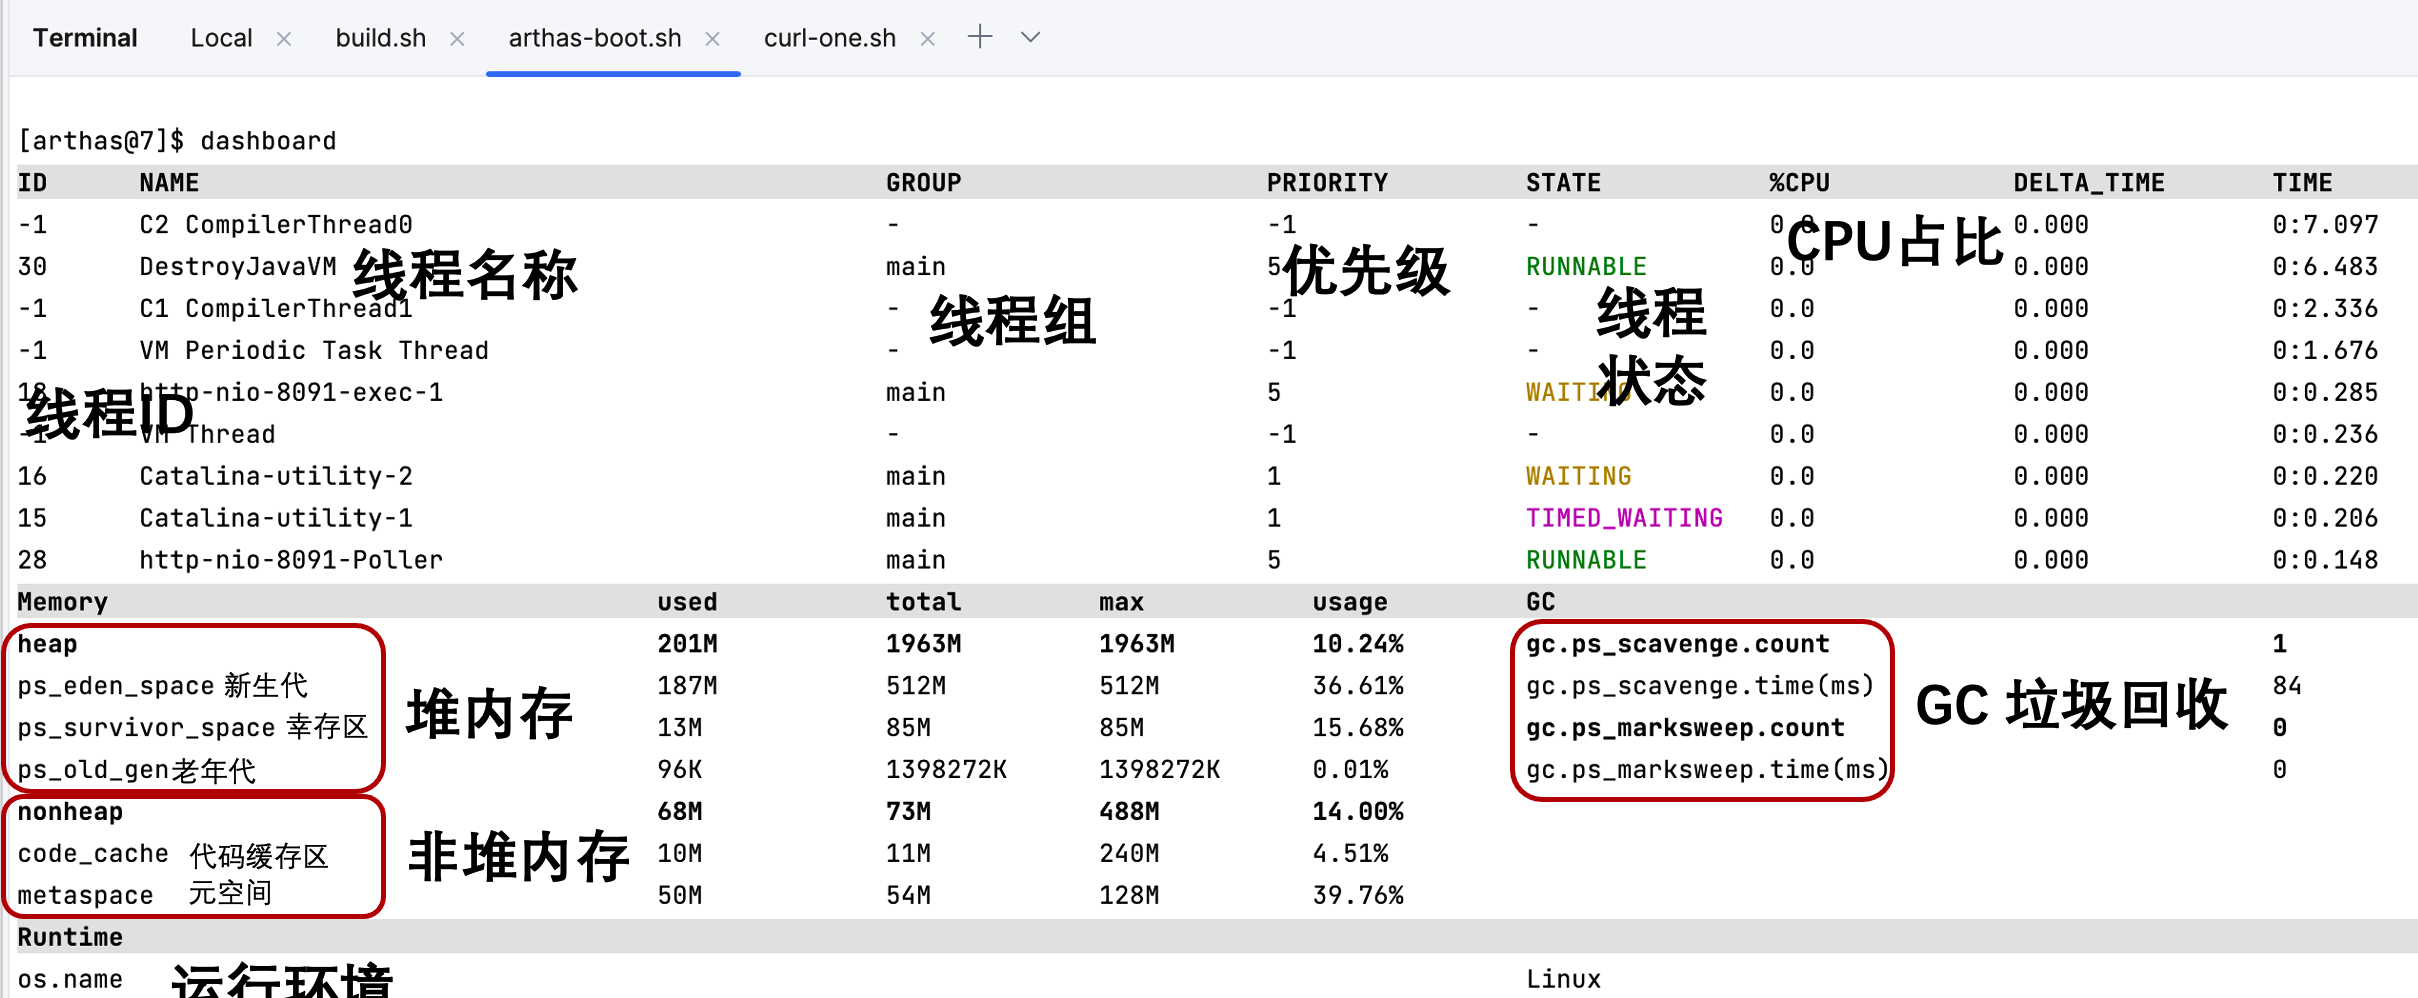 Terminal Local build.sh arthas-boot.sh curl-one.sh
[arthas@7]$ dashboard
ID NAME GROUP PRIORITY STATE %CPU DELTA_TIME TIME
-1 C2 CompilerThread0 - -1 - 0.0 0.000 0:7.097
CPU占比
30 DestroyJavaVM main 5 RUNNABLE 0.0 0.000 0:6.483
线程名称
优先级
-1 C1 CompilerThread1 - -1 - 0.0 0.000 0:2.336
线程组
线程
状态
-1 VM Periodic Task Thread - -1 - 0.0 0.000 0:1.676
18 http-nio-8091-exec-1 main 5 WAITING 0.0 0.000 0:0.285
线程ID
-1 VM Thread - -1 - 0.0 0.000 0:0.236
16 Catalina-utility-2 main 1 WAITING 0.0 0.000 0:0.220
15 Catalina-utility-1 main 1 TIMED_WAITING 0.0 0.000 0:0.206
28 http-nio-8091-Poller main 5 RUNNABLE 0.0 0.000 0:0.148
Memory used total max usage GC
heap 201M 1963M 1963M 10.24% gc.ps_scavenge.count 1
ps_eden_space 新生代 187M 512M 512M 36.61% gc.ps_scavenge.time(ms) 84
堆内存
GC 垃圾回收
ps_survivor_space 幸存区 13M 85M 85M 15.68% gc.ps_marksweep.count 0
ps_old_gen老年代 96K 1398272K 1398272K 0.01% gc.ps_marksweep.time(ms) 0
nonheap 68M 73M 488M 14.00%
code_cache 代码缓存区 10M 11M 240M 4.51%
非堆内存
metaspace 元空间 50M 54M 128M 39.76%
Runtime
os.name Linux
运行环境